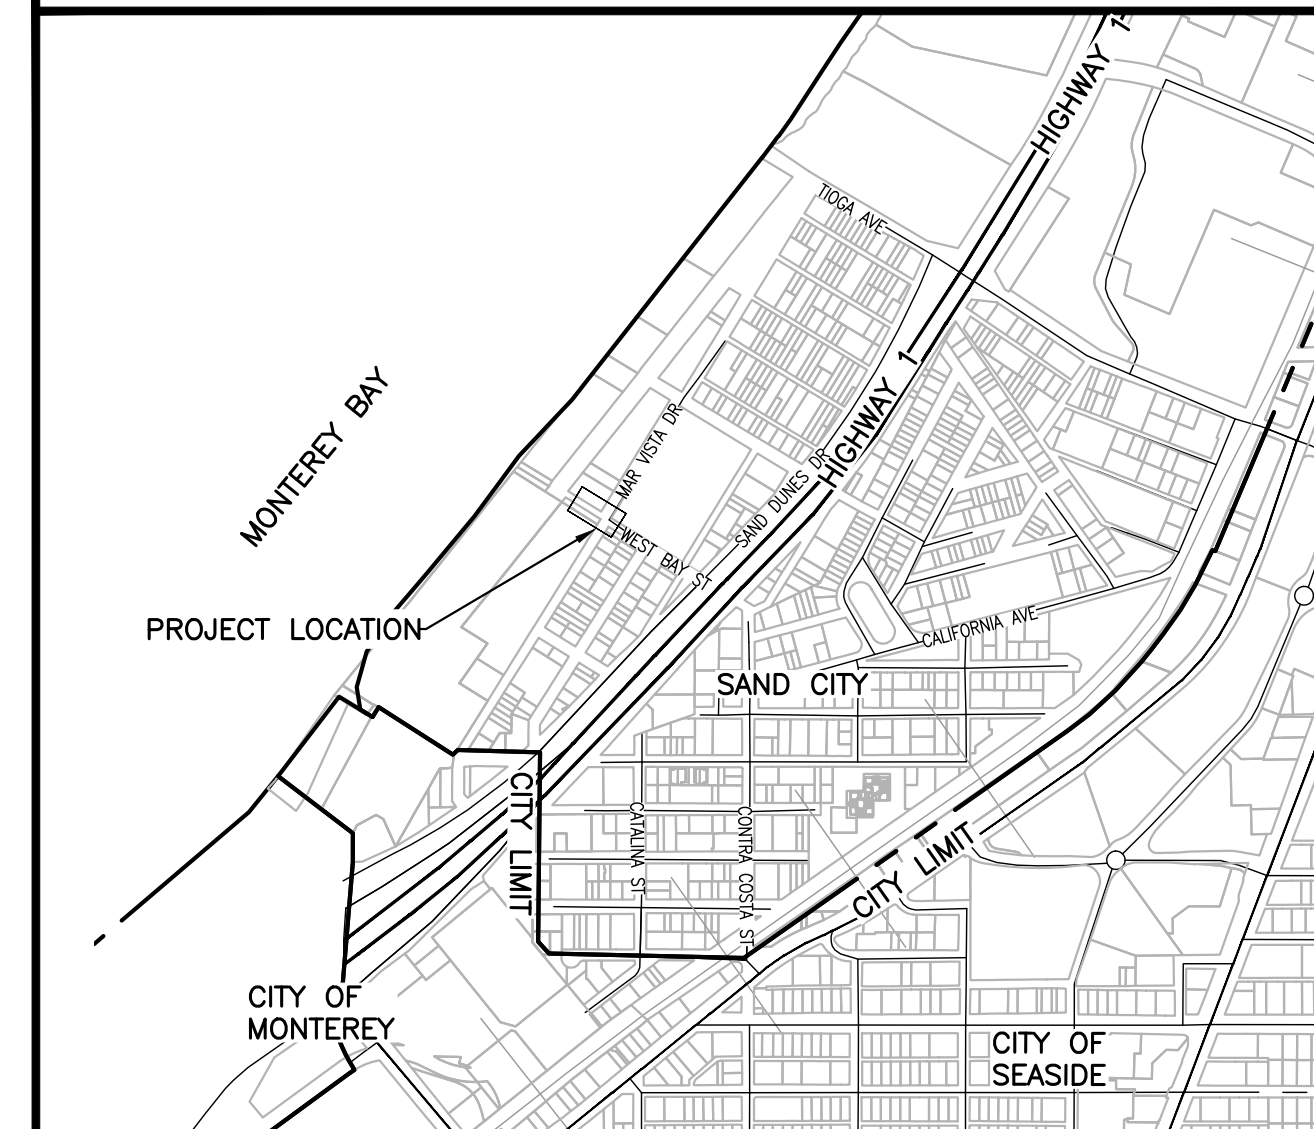 HIGHWAY 1
TIOGA AVE
HIGHWAY 1
MONTEREY BAY
MAR VISTA DR
SAND DUNES DR
WEST BAY ST
PROJECT LOCATION
CALIFORNIA AVE
SAND CITY
CITY LIMIT
CATALINA ST
CONTRA COSTA ST
CITY LIMIT
CITY OF
MONTEREY
CITY OF
SEASIDE